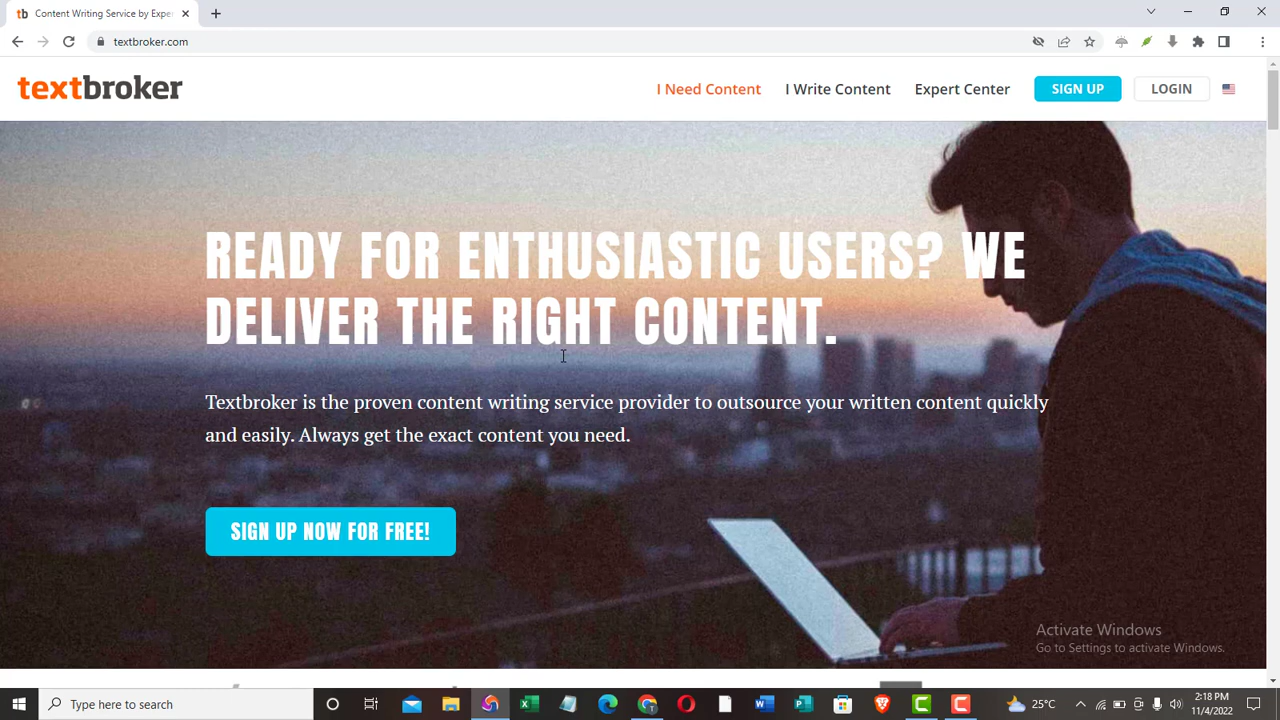 Content Writing Service by Exper
textbroker.com
textbroker
I Need Content
I Write Content
Expert Center
SIGN UP
LOGIN
READY FOR ENTHUSIASTIC USERS? WE
DELIVER THE RIGHT CONTENT.
Textbroker is the proven content writing service provider to outsource your written content quickly
and easily. Always get the exact content you need.
SIGN UP NOW FOR FREE!
Activate Windows
Go to Settings to activate Windows.
Type here to search
25°C
2:18 PM
11/4/2022